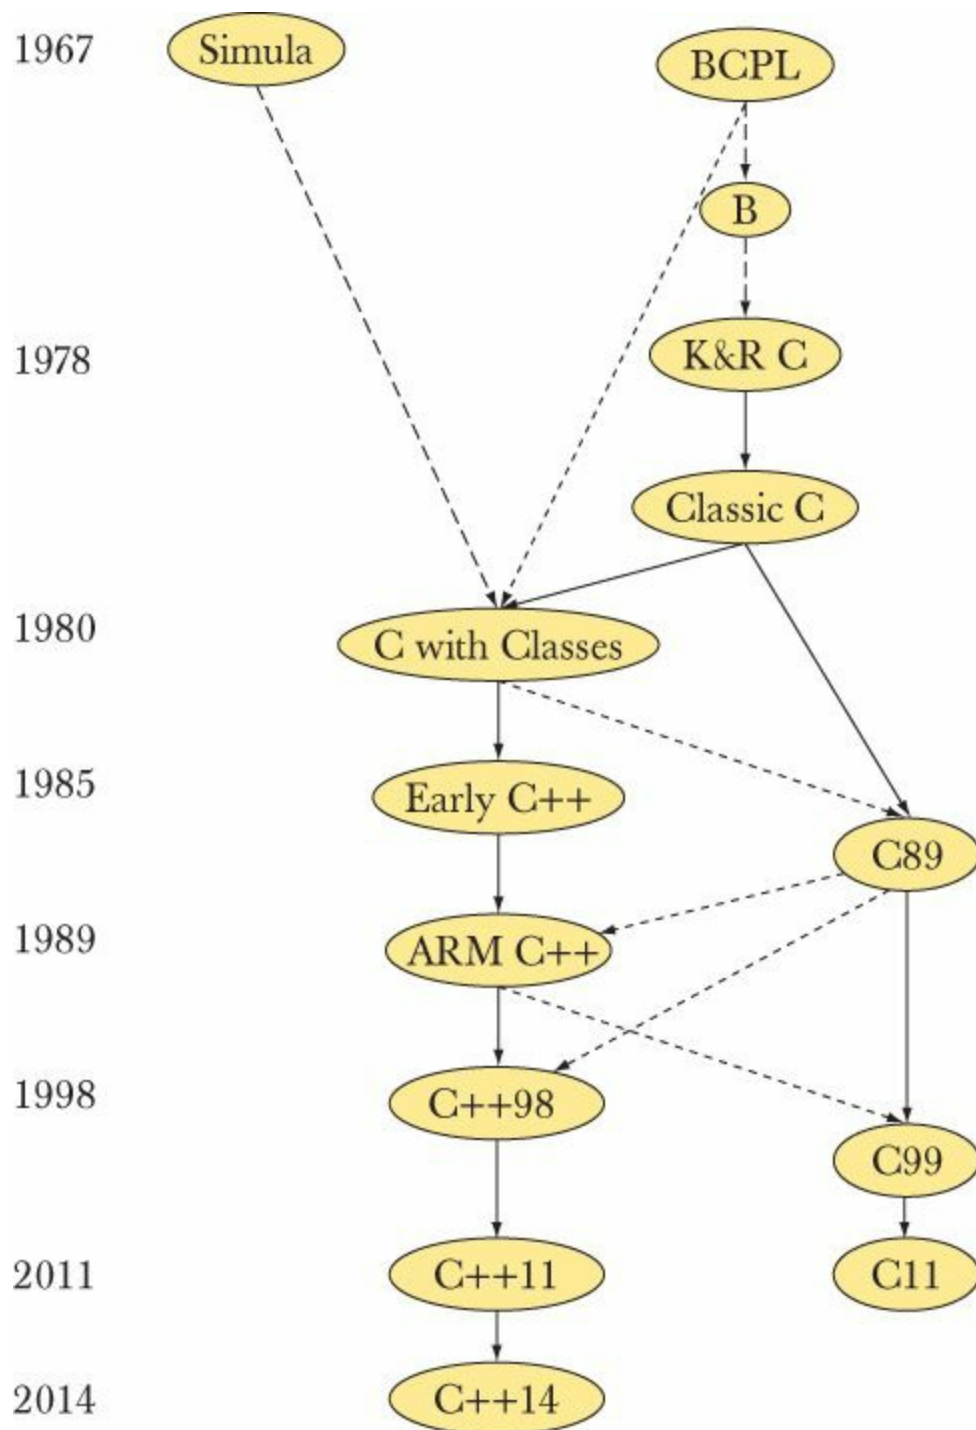 1967
Simula
BCPL
B
1978
K&R C
Classic C
1980
C with Classes
1985
Early C++
C89
1989
ARM C++
1998
C++98
C99
2011
C++11
C11
2014
C++14